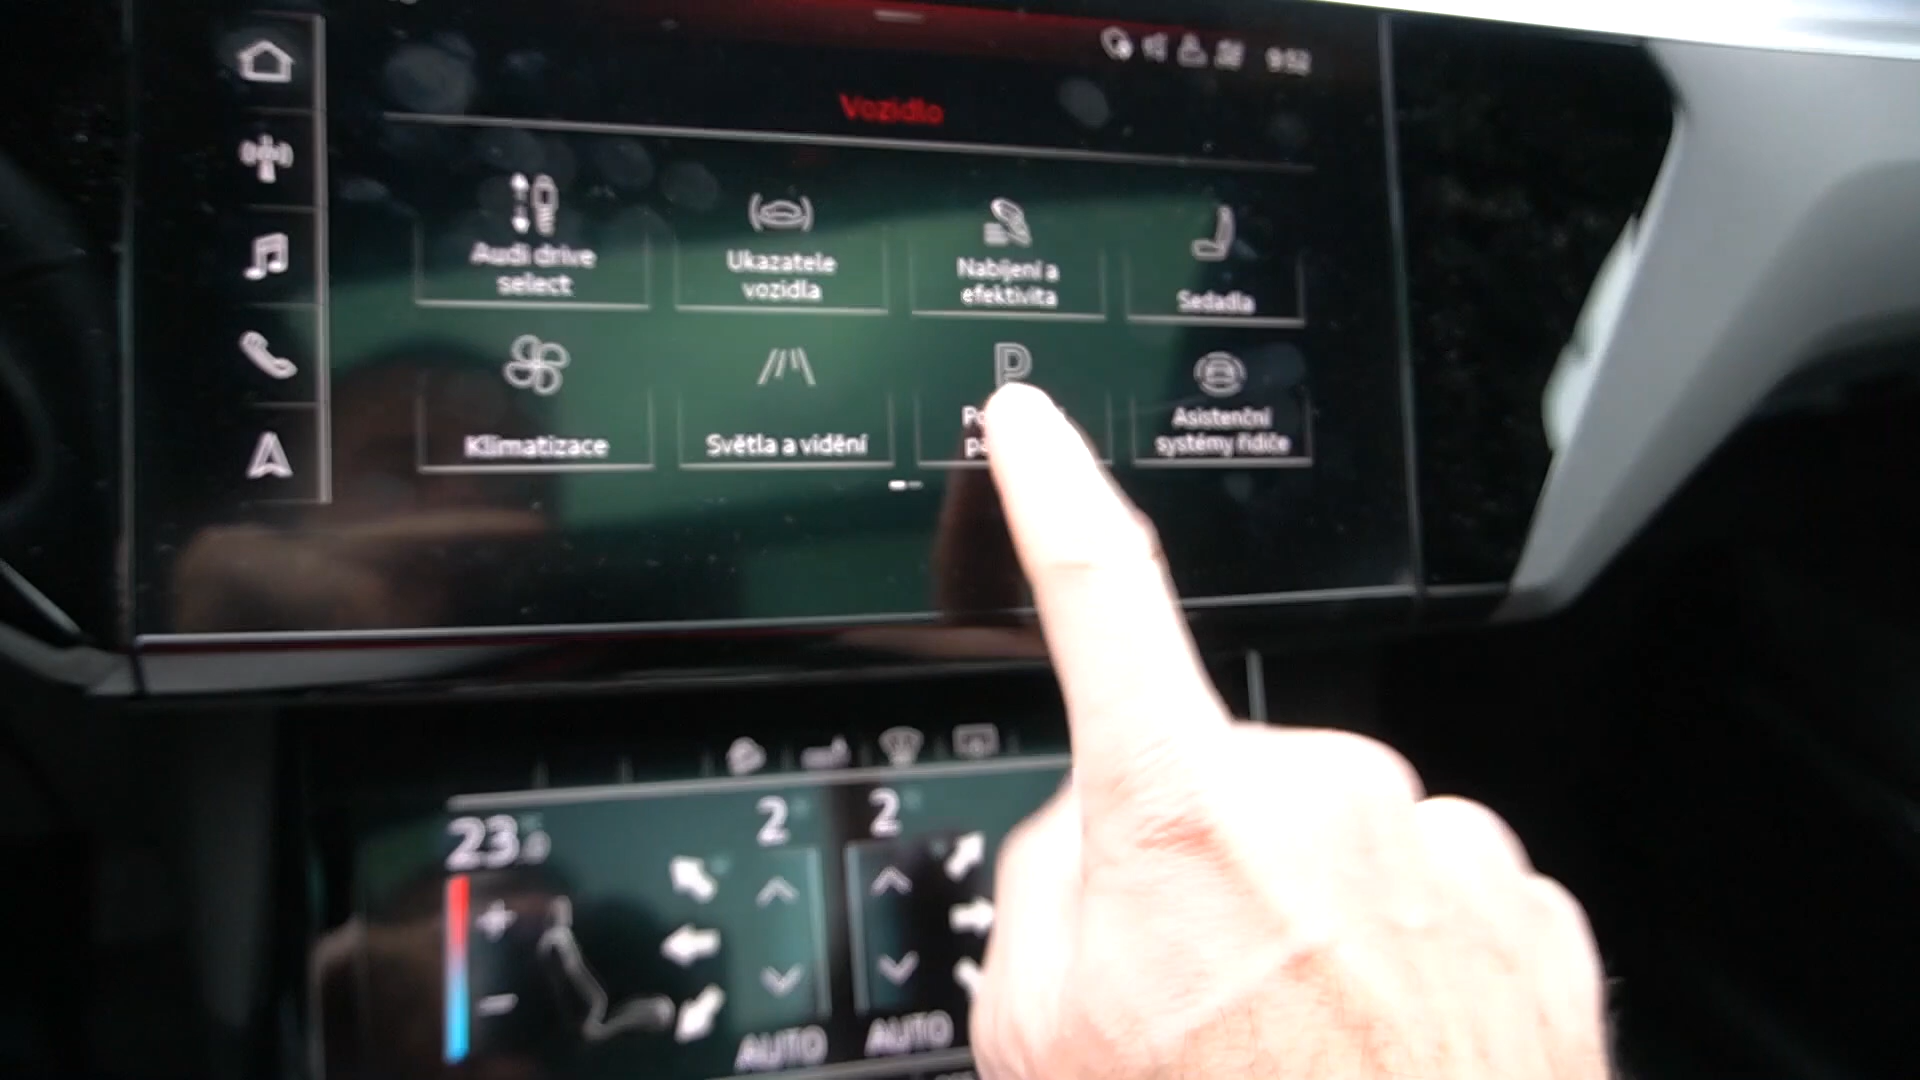 9:52
Vozidlo
Audi drive
select
Ukazatele
vozidla
Nabíjení a
efektivita
Sedadla
Klimatizace
Světla a vidění
P
Asistenční
systémy řidiče
23.0
2
2
AUTO
AUTO